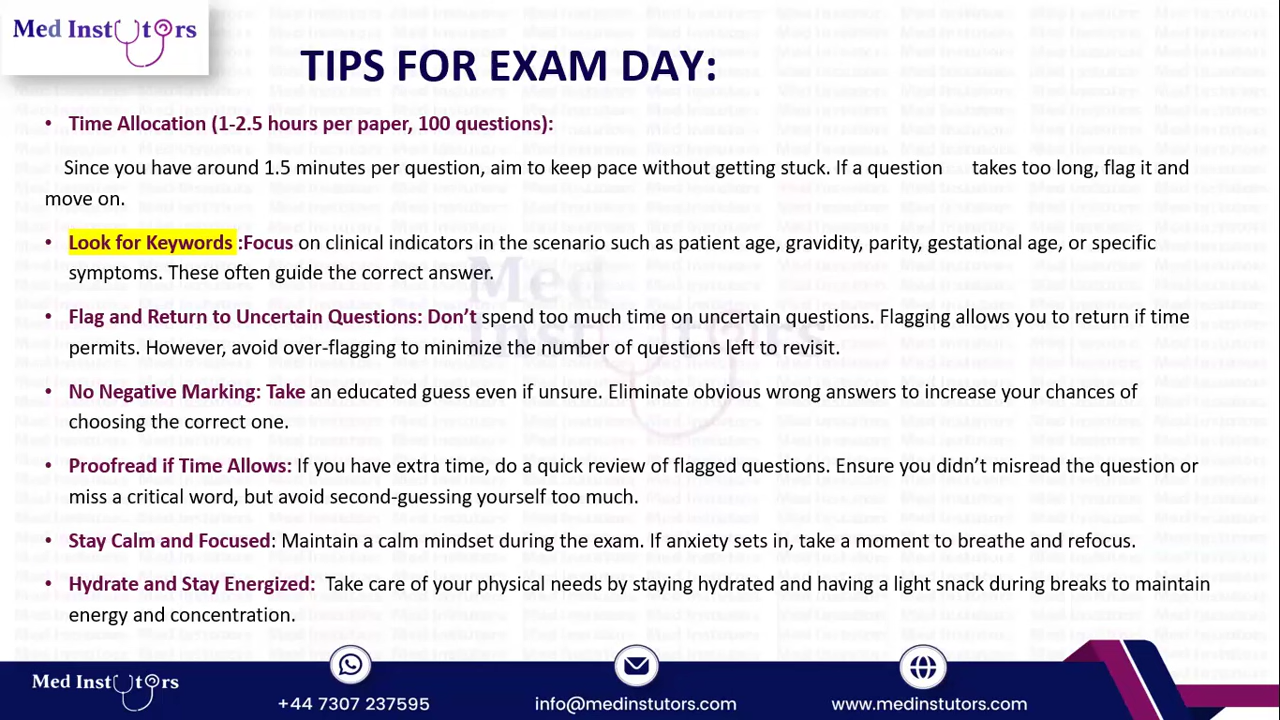 Med Instutors
TIPS FOR EXAM DAY:
• Time Allocation (1-2.5 hours per paper, 100 questions):
Since you have around 1.5 minutes per question, aim to keep pace without getting stuck. If a question takes too long, flag it and
move on.
• Look for Keywords :Focus on clinical indicators in the scenario such as patient age, gravidity, parity, gestational age, or specific
symptoms. These often guide the correct answer.
• Flag and Return to Uncertain Questions: Don't spend too much time on uncertain questions. Flagging allows you to return if time
permits. However, avoid over-flagging to minimize the number of questions left to revisit.
No Negative Marking: Take an educated guess even if unsure. Eliminate obvious wrong answers to increase your chances of
choosing the correct one.
• Proofread if Time Allows: If you have extra time, do a quick review of flagged questions. Ensure you didn't misread the question or
miss a critical word, but avoid second-guessing yourself too much.
• Stay Calm and Focused: Maintain a calm mindset during the exam. If anxiety sets in, take a moment to breathe and refocus.
• Hydrate and Stay Energized: Take care of your physical needs by staying hydrated and having a light snack during breaks to maintain
energy and concentration.
Med Instutors
+44 7307 237595
info@medinstutors.com
www.medinstutors.com